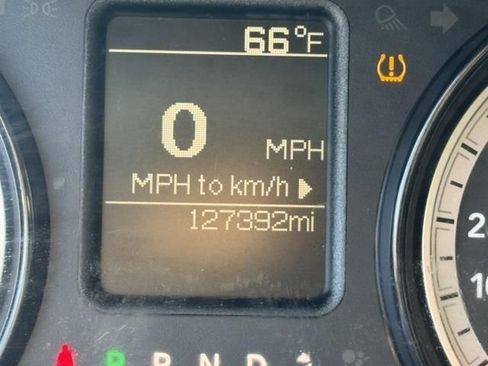 66°F
0 MPH
MPH to km/h
127392mi
P R N D